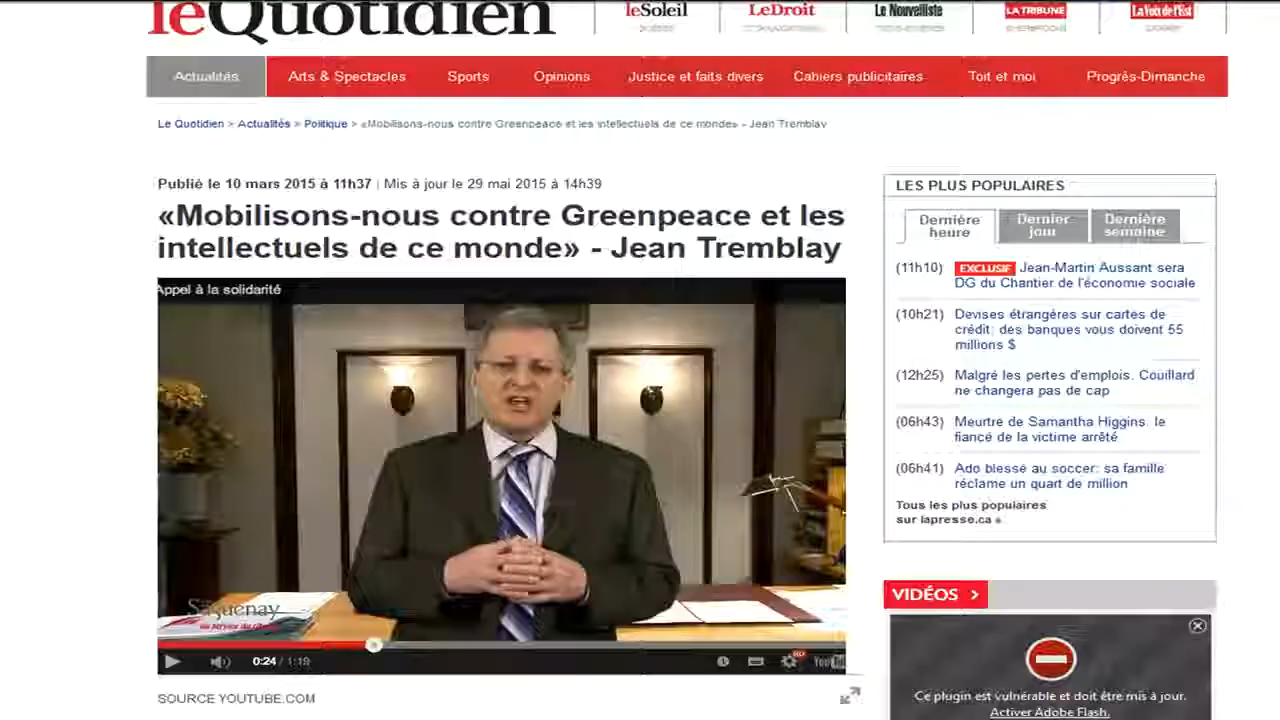 leQuotidien
leSoleil
LeDroit
Le Nouvelliste
LA TRIBUNE
La Voix de l'Est
Actualités
Arts & Spectacles
Sports
Opinions
Justice et faits divers
Cahiers publicitaires
Toit et moi
Progrès-Dimanche
Le Quotidien > Actualités > Politique > «Mobilisons-nous contre Greenpeace et les intellectuels de ce monde» - Jean Tremblay
Publié le 10 mars 2015 à 11h37 | Mis à jour le 29 mai 2015 à 14h39
«Mobilisons-nous contre Greenpeace et les
intellectuels de ce monde» - Jean Tremblay
Appel à la solidarité
Saguenay
0:24 / 1:19
HD
SOURCE YOUTUBE.COM
LES PLUS POPULAIRES
Dernière
heure
Dernier
jour
Dernière
semaine
(11h10) EXCLUSIF Jean-Martin Aussant sera
DG du Chantier de l'économie sociale
(10h21) Devises étrangères sur cartes de
crédit: des banques vous doivent 55
millions $
(12h25) Malgré les pertes d'emplois, Couillard
ne changera pas de cap
(06h43) Meurtre de Samantha Higgins: le
fiancé de la victime arrêté
(06h41) Ado blessé au soccer: sa famille
réclame un quart de million
Tous les plus populaires
sur lapresse.ca
VIDÉOS
Ce plugin est vulnérable et doit être mis à jour.
Activer Adobe Flash.